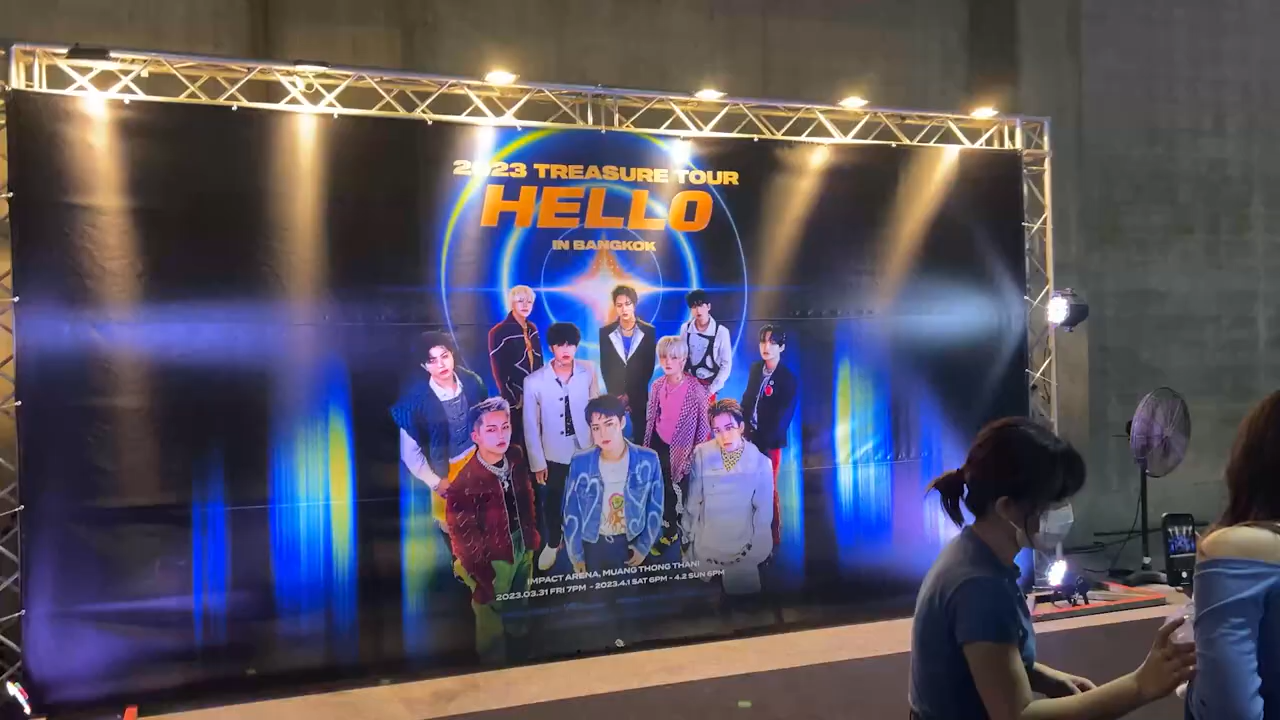 2023 TREASURE TOUR
HELLO
IN BANGKOK
IMPACT ARENA, MUANG THONG THANI
2023.03.31 FRI 7PM - 2023.4.1 SAT 6PM - 4.2 SUN 6PM